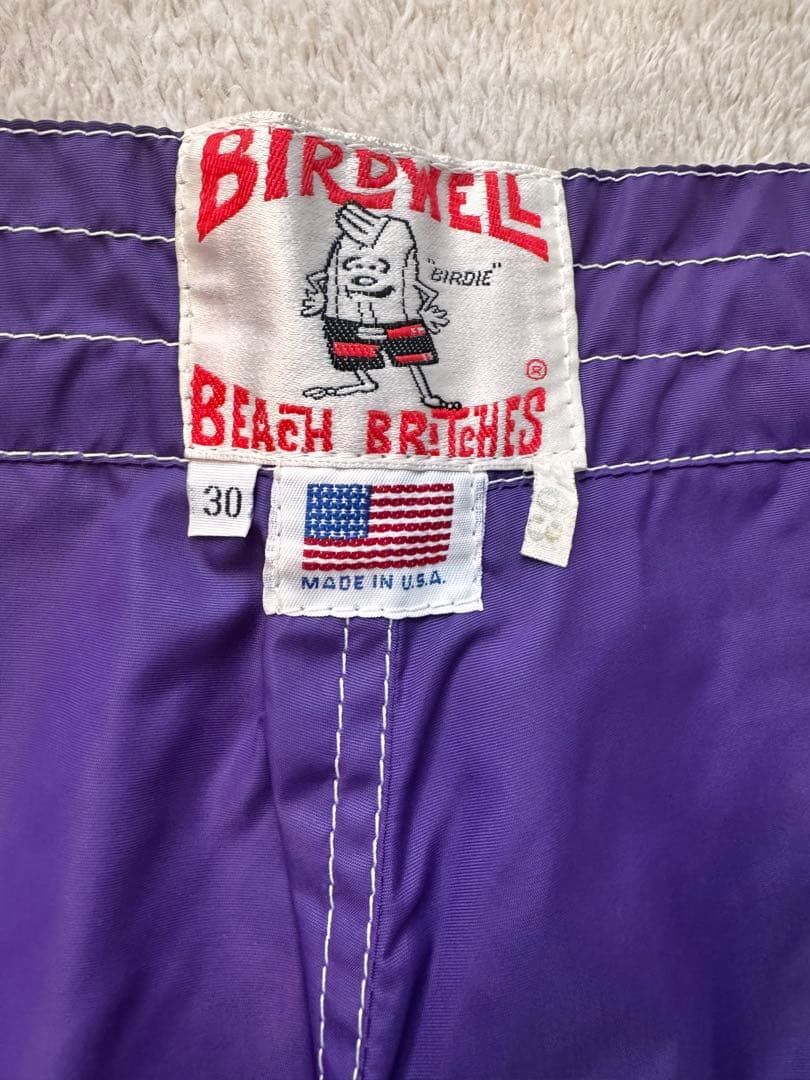 BIRDWELL
"BIRDIE"
®
BEACH BRITCHES
30
MADE IN U.S.A.